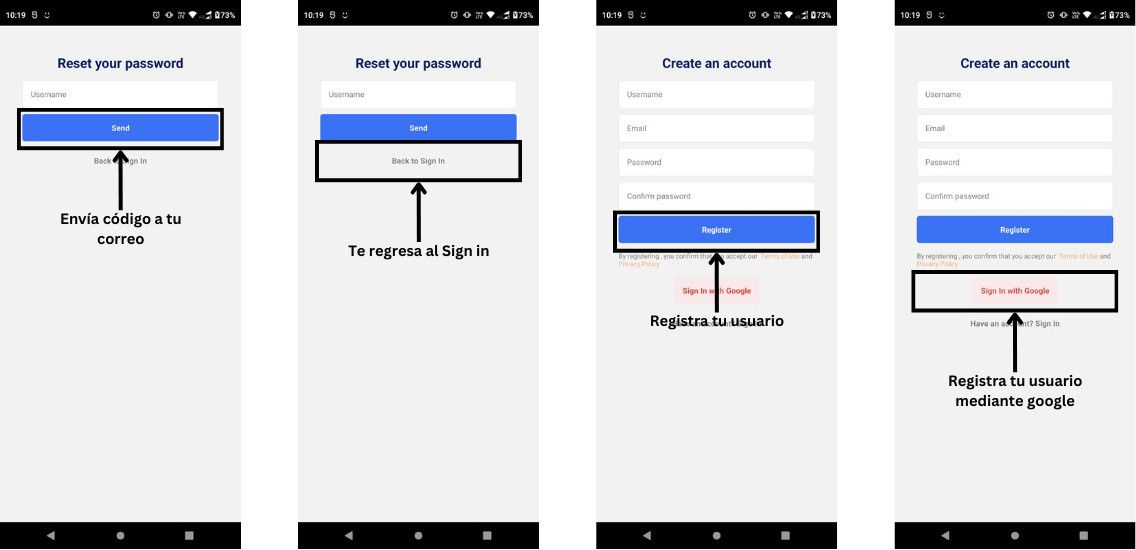 10:19
73%
Reset your password
Username
Send
Back Sign In
Envía código a tu
correo
10:19
73%
Reset your password
Username
Send
Back to Sign In
Te regresa al Sign in
10:19
73%
Create an account
Username
Email
Password
Confirm password
Register
By registering , you confirm that you accept our Terms of Use and
Privacy Policy
Sign In with Google
Registra tu usuario
10:19
73%
Create an account
Username
Email
Password
Confirm password
Register
By registering , you confirm that you accept our Terms of Use and
Privacy Policy
Sign In with Google
Have an account? Sign In
Registra tu usuario
mediante google